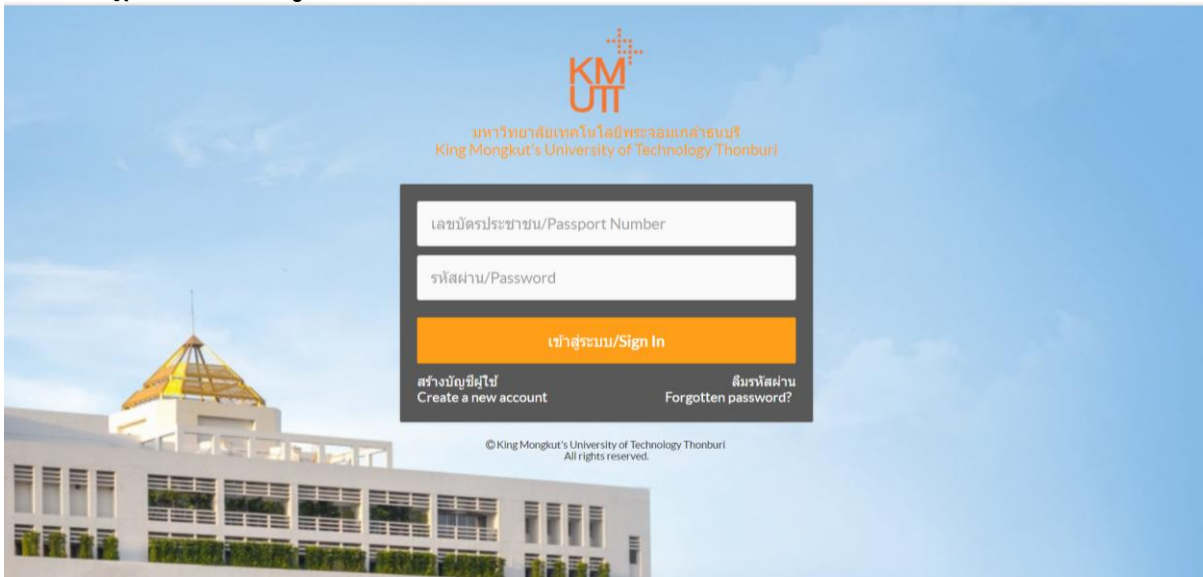 KM
UTT
มหาวิทยาลัยเทคโนโลยีพระจอมเกล้าธนบุรี
King Mongkut's University of Technology Thonburi
เลขบัตรประชาชน/Passport Number
รหัสผ่าน/Password
เข้าสู่ระบบ/Sign In
สร้างบัญชีผู้ใช้
Create a new account
ลืมรหัสผ่าน
Forgotten password?
© King Mongkut's University of Technology Thonburi
All rights reserved.